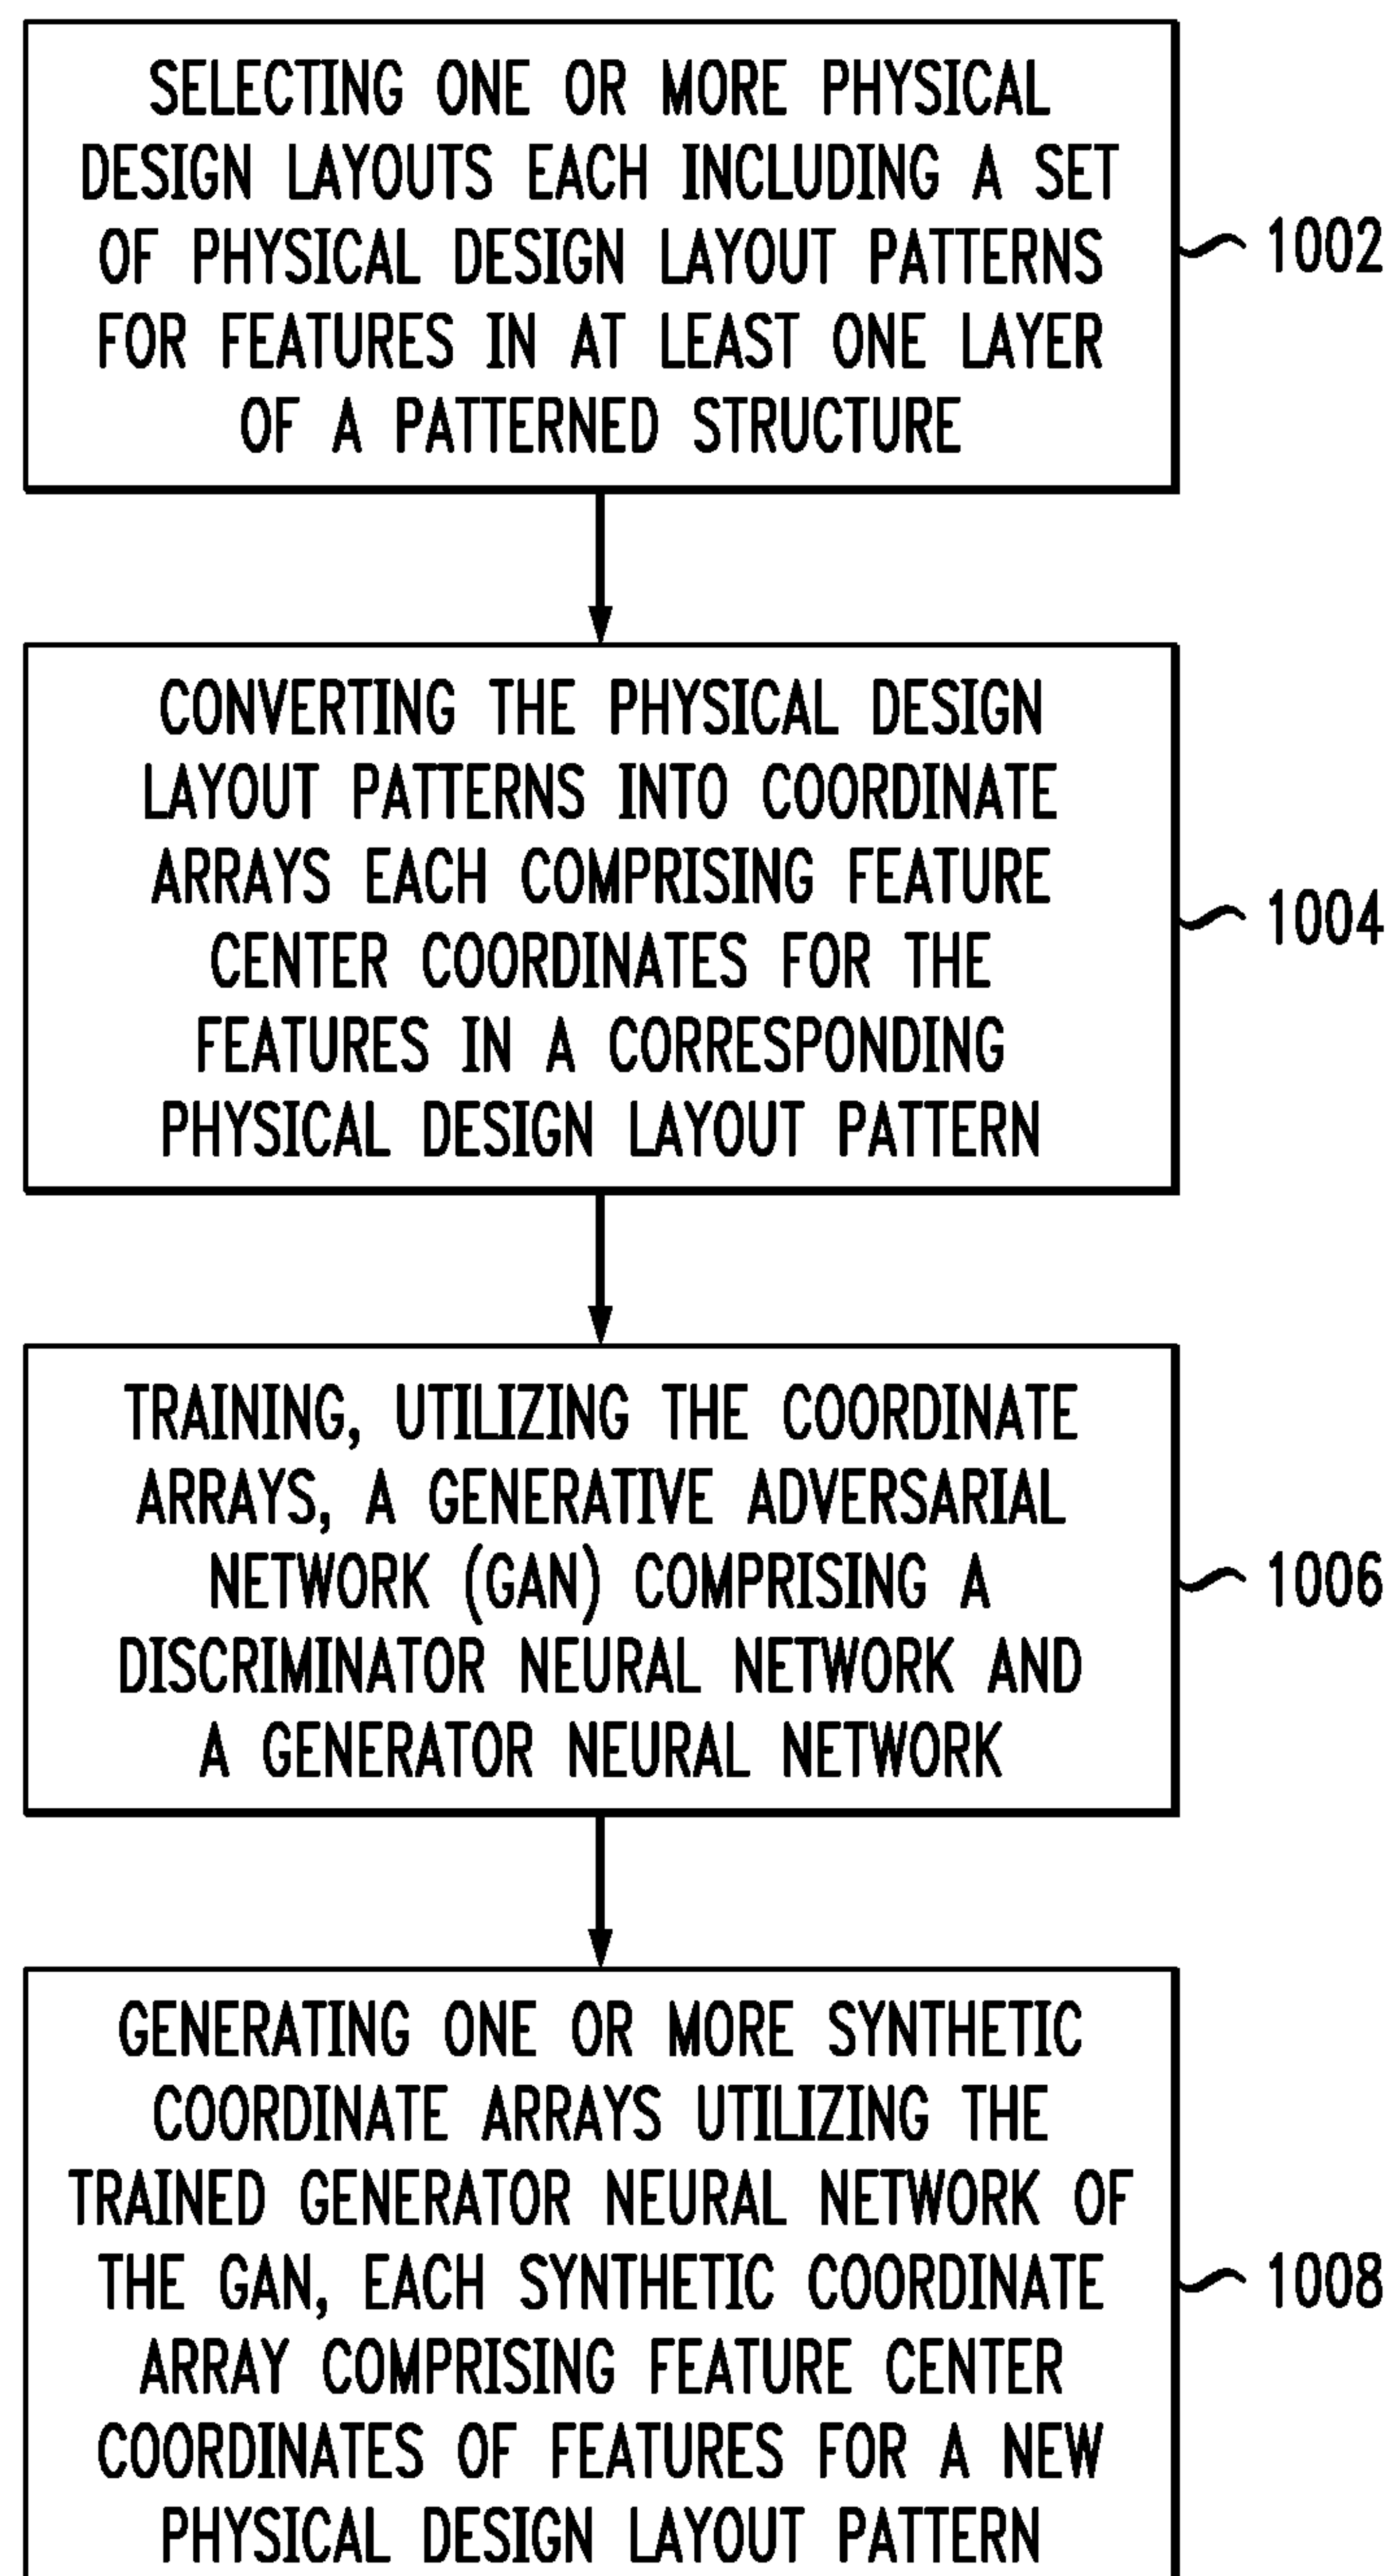 SELECTING ONE OR MORE PHYSICAL
DESIGN LAYOUTS EACH INCLUDING A SET
OF PHYSICAL DESIGN LAYOUT PATTERNS
FOR FEATURES IN AT LEAST ONE LAYER
OF A PATTERNED STRUCTURE
1002
CONVERTING THE PHYSICAL DESIGN
LAYOUT PATTERNS INTO COORDINATE
ARRAYS EACH COMPRISING FEATURE
CENTER COORDINATES FOR THE
FEATURES IN A CORRESPONDING
PHYSICAL DESIGN LAYOUT PATTERN
1004
TRAINING, UTILIZING THE COORDINATE
ARRAYS, A GENERATIVE ADVERSARIAL
NETWORK (GAN) COMPRISING A
DISCRIMINATOR NEURAL NETWORK AND
A GENERATOR NEURAL NETWORK
1006
GENERATING ONE OR MORE SYNTHETIC
COORDINATE ARRAYS UTILIZING THE
TRAINED GENERATOR NEURAL NETWORK OF
THE GAN, EACH SYNTHETIC COORDINATE
ARRAY COMPRISING FEATURE CENTER
COORDINATES OF FEATURES FOR A NEW
PHYSICAL DESIGN LAYOUT PATTERN
1008